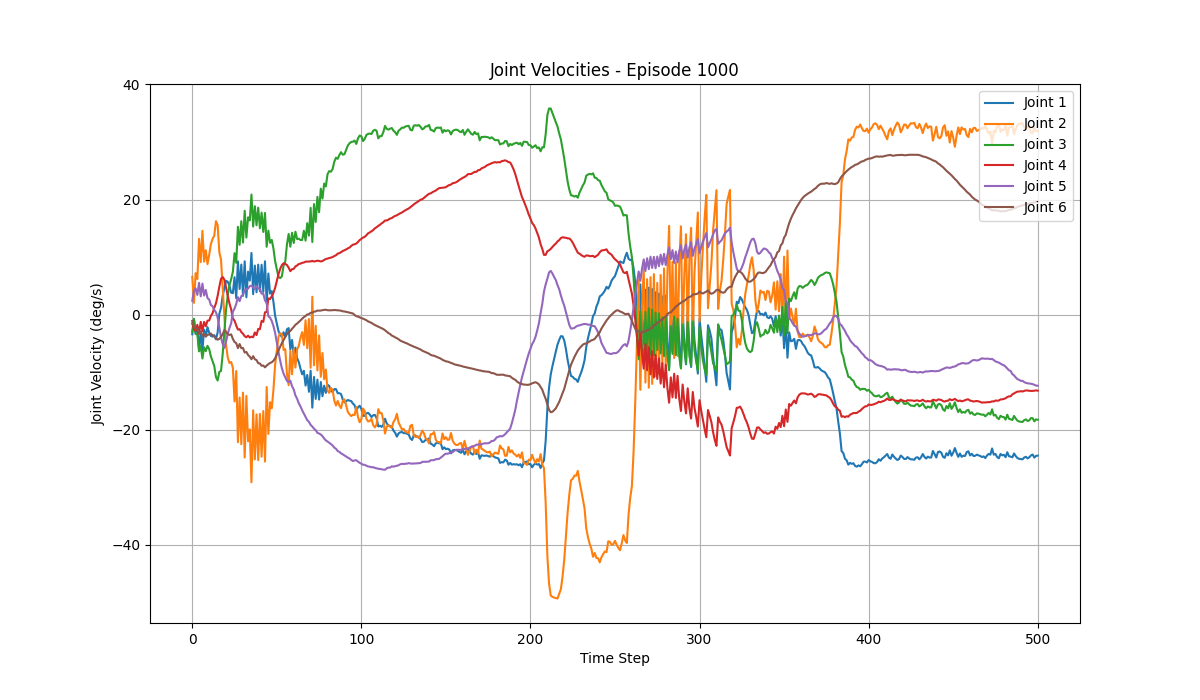 Joint Velocities - Episode 1000
40
20
0
−20
−40
Joint Velocity (deg/s)
Joint 1
Joint 2
Joint 3
Joint 4
Joint 5
Joint 6
0
100
200
300
400
500
Time Step